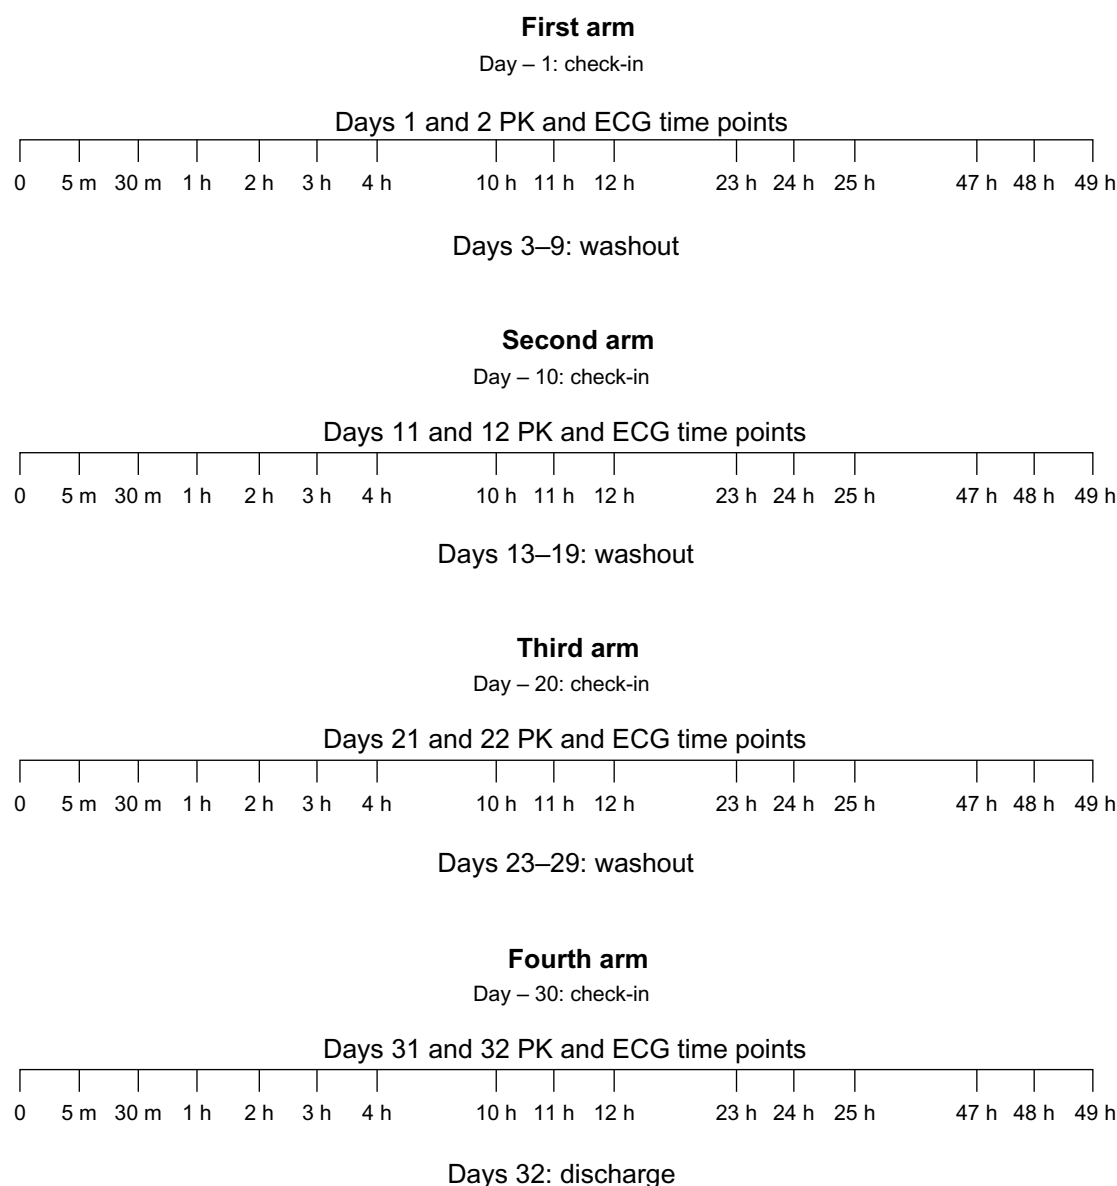 First arm
Day – 1: check-in
Days 1 and 2 PK and ECG time points
0 5 m 30 m 1 h 2 h 3 h 4 h 10 h 11 h 12 h 23 h 24 h 25 h 47 h 48 h 49 h
Days 3–9: washout
Second arm
Day – 10: check-in
Days 11 and 12 PK and ECG time points
0 5 m 30 m 1 h 2 h 3 h 4 h 10 h 11 h 12 h 23 h 24 h 25 h 47 h 48 h 49 h
Days 13–19: washout
Third arm
Day – 20: check-in
Days 21 and 22 PK and ECG time points
0 5 m 30 m 1 h 2 h 3 h 4 h 10 h 11 h 12 h 23 h 24 h 25 h 47 h 48 h 49 h
Days 23–29: washout
Fourth arm
Day – 30: check-in
Days 31 and 32 PK and ECG time points
0 5 m 30 m 1 h 2 h 3 h 4 h 10 h 11 h 12 h 23 h 24 h 25 h 47 h 48 h 49 h
Days 32: discharge